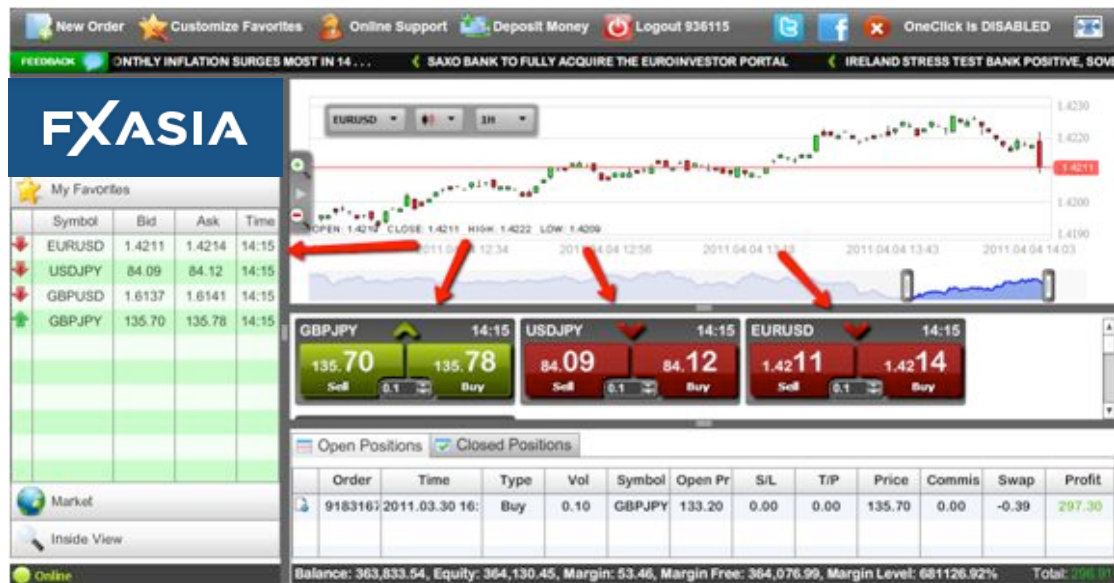 New Order Customize Favorites Online Support Deposit Money Logout 936115 OneClick is DISABLED
FEEDBACK ONTHLY INFLATION SURGES MOST IN 14 . . . SAXO BANK TO FULLY ACQUIRE THE EUROINVESTOR PORTAL IRELAND STRESS TEST BANK POSITIVE, SOV
FXASIA
EURUSD 1H
1.4230
1.4220
1.4211
1.4200
1.4190
OPEN: 1.4219 CLOSE: 1.4211 HIGH: 1.4222 LOW: 1.4209
12:34 2011.04.04 12:56 2011.04.04 13:18 2011.04.04 13:43 2011.04.04 14:03
My Favorites
Symbol Bid Ask Time
EURUSD 1.4211 1.4214 14:15
USDJPY 84.09 84.12 14:15
GBPUSD 1.6137 1.6141 14:15
GBPJPY 135.70 135.78 14:15
Market
Inside View
Online
GBPJPY 14:15 USDJPY 14:15 EURUSD 14:15
135.70 135.78 84.09 84.12 1.4211 1.4214
Sell 0.1 Buy Sell 0.1 Buy Sell 0.1 Buy
Open Positions Closed Positions
Order Time Type Vol Symbol Open Pr S/L T/P Price Commis Swap Profit
9183167 2011.03.30 16: Buy 0.10 GBPJPY 133.20 0.00 0.00 135.70 0.00 -0.39 297.30
Balance: 363,833.54, Equity: 364,130.45, Margin: 53.46, Margin Free: 364,076.99, Margin Level: 681126.92% Total: 296.91